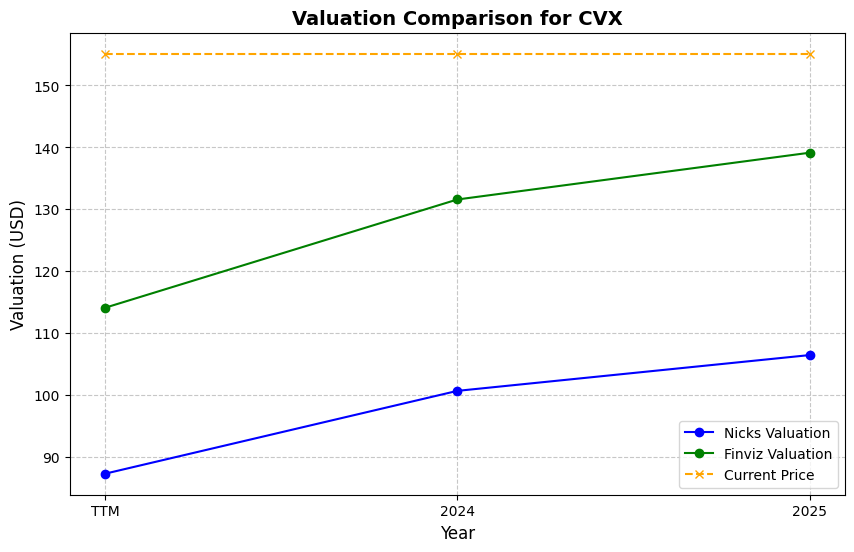 Valuation Comparison for CVX
Valuation (USD)
150
140
130
120
110
100
90
TTM
2024
2025
Year
Nicks Valuation
Finviz Valuation
Current Price